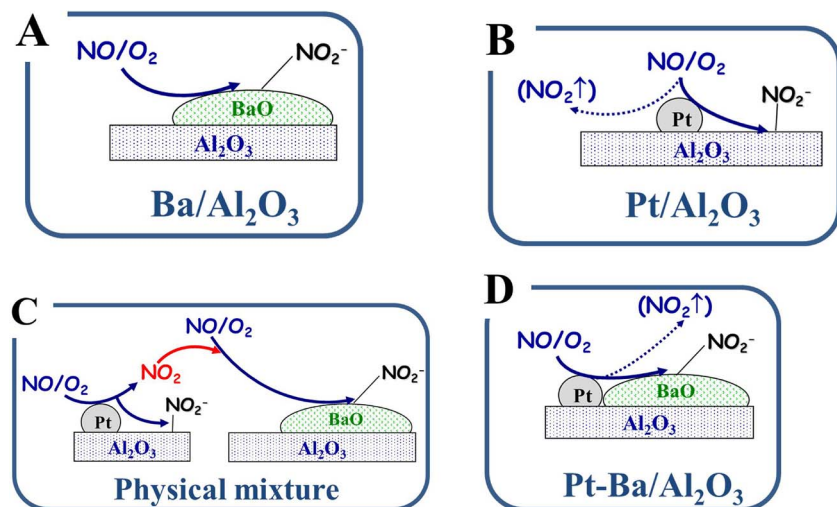 A
NO/O₂
NO₂⁻
BaO
Al₂O₃
Ba/Al₂O₃
B
NO/O₂
(NO₂↑)
NO₂⁻
Pt
Al₂O₃
Pt/Al₂O₃
C
NO/O₂
NO₂
NO/O₂
NO₂⁻
NO₂⁻
Pt
BaO
Al₂O₃
Al₂O₃
Physical mixture
D
(NO₂↑)
NO/O₂
NO₂⁻
Pt
BaO
Al₂O₃
Pt-Ba/Al₂O₃